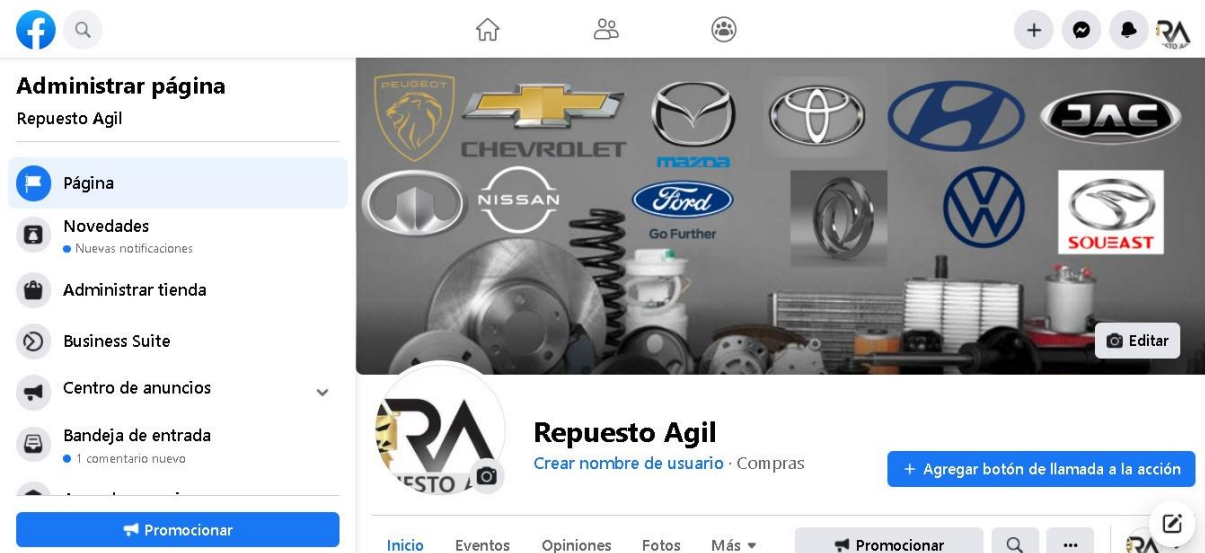 Administrar página
Repuesto Agil
Página
Novedades
Nuevas notificaciones
Administrar tienda
Business Suite
Centro de anuncios
Bandeja de entrada
1 comentario nuevo
Promocionar
PEUGEOT
CHEVROLET
mazda
JAC
NISSAN
Ford
Go Further
SOUEAST
Editar
RA
Repuesto Agil
Crear nombre de usuario · Compras
+ Agregar botón de llamada a la acción
Inicio Eventos Opiniones Fotos Más
Promocionar